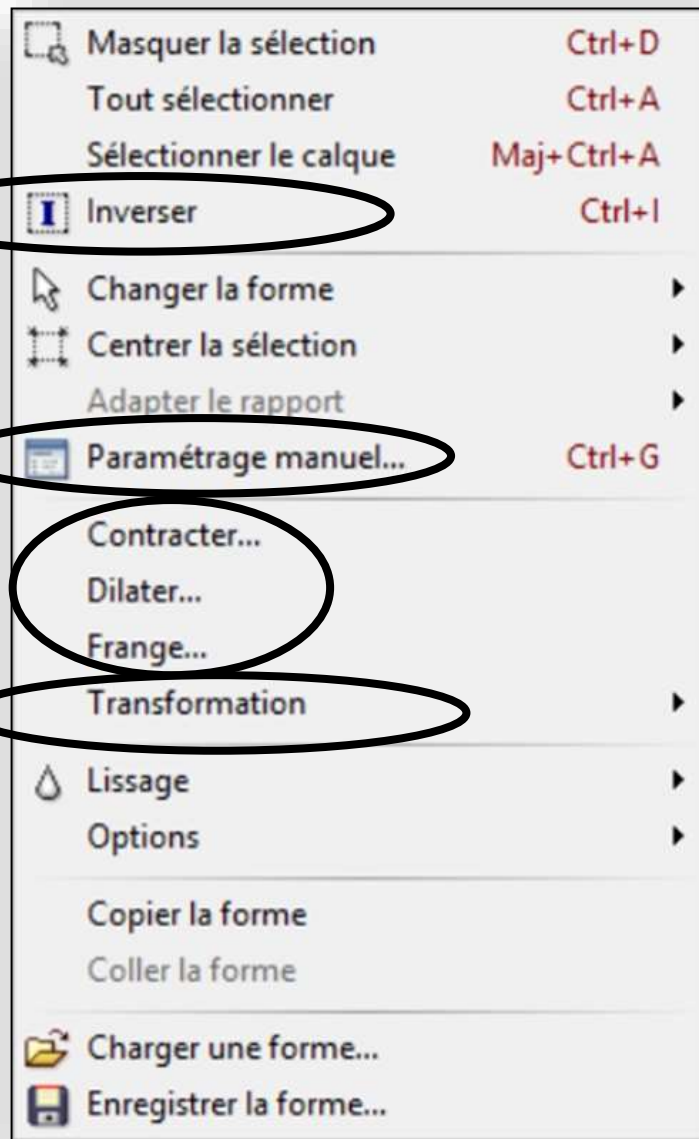 Masquer la sélection Ctrl+D
Tout sélectionner Ctrl+A
Sélectionner le calque Maj+Ctrl+A
Inverser Ctrl+I
Changer la forme
Centrer la sélection
Adapter le rapport
Paramétrage manuel... Ctrl+G
Contracter...
Dilater...
Frange...
Transformation
Lissage
Options
Copier la forme
Coller la forme
Charger une forme...
Enregistrer la forme...